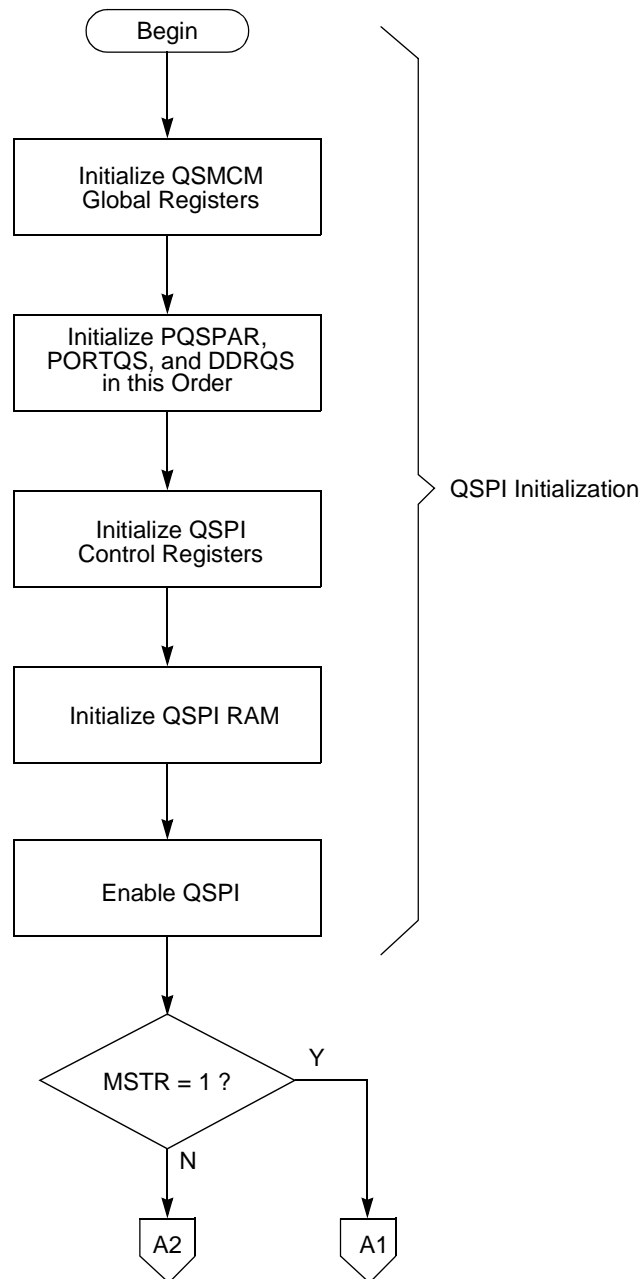 Begin
Initialize QSMCM
Global Registers
Initialize PQSPAR,
PORTQS, and DDRQS
in this Order
QSPI Initialization
Initialize QSPI
Control Registers
Initialize QSPI RAM
Enable QSPI
MSTR = 1 ?
Y
N
A2
A1